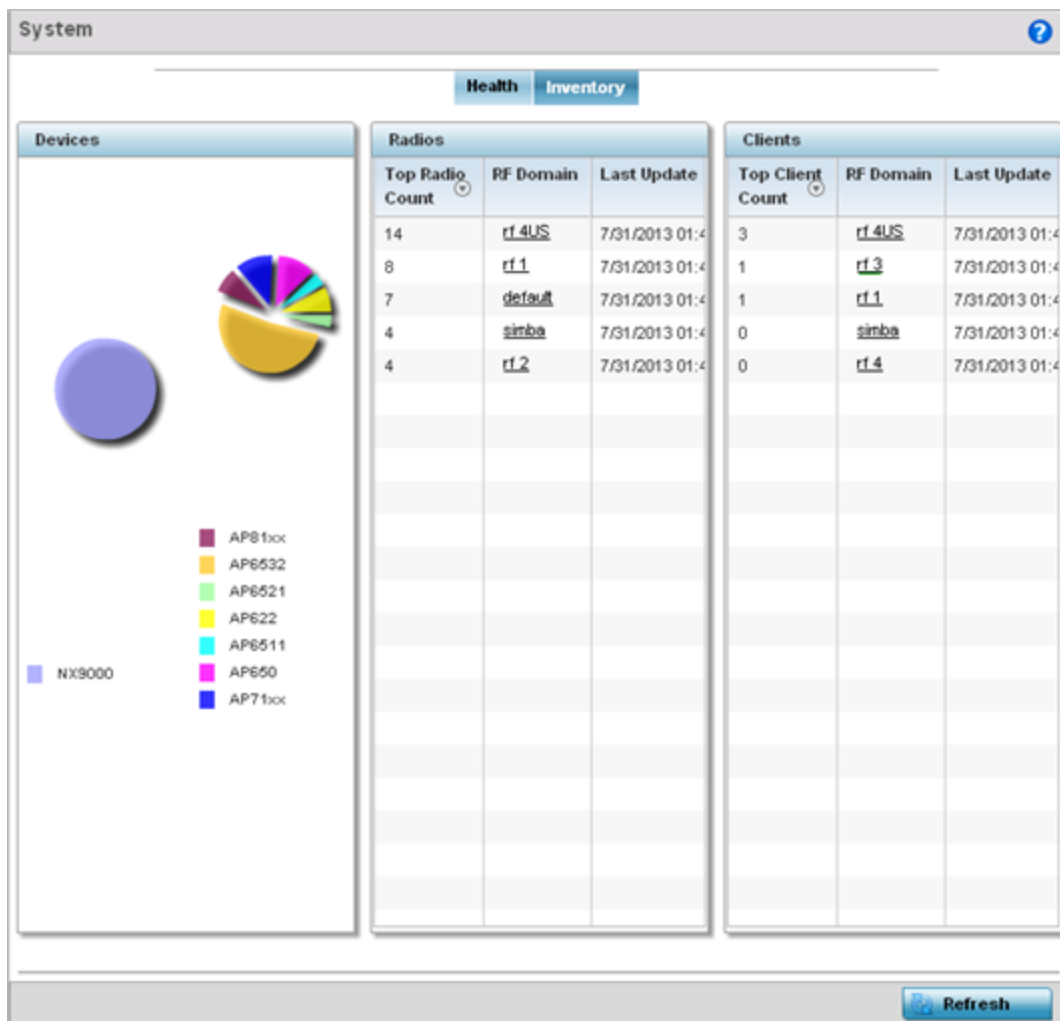 System
?
Health Inventory
Devices
NX9000
AP81xx
AP6532
AP6521
AP622
AP6511
AP650
AP71xx
Radios
Top Radio Count RF Domain Last Update
14 rf 4US 7/31/2013 01:4
8 rf 1 7/31/2013 01:4
7 default 7/31/2013 01:4
4 simba 7/31/2013 01:4
4 rf 2 7/31/2013 01:4
Clients
Top Client Count RF Domain Last Update
3 rf 4US 7/31/2013 01:4
1 rf 3 7/31/2013 01:4
1 rf 1 7/31/2013 01:4
0 simba 7/31/2013 01:4
0 rf 4 7/31/2013 01:4
Refresh